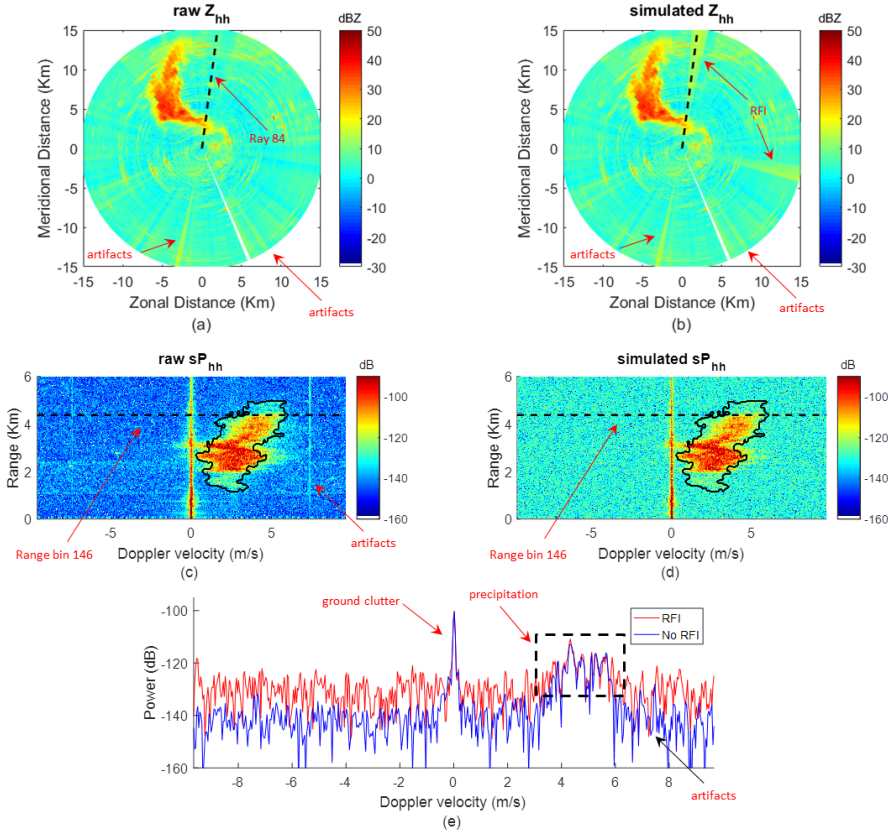 raw Z_hh
dBZ
Meridional Distance (Km)
15
10
5
0
-5
-10
-15
-15 -10 -5 0 5 10 15
Zonal Distance (Km)
50
40
30
20
10
0
-10
-20
-30
Ray 84
artifacts
artifacts
(a)
simulated Z_hh
dBZ
Meridional Distance (Km)
15
10
5
0
-5
-10
-15
-15 -10 -5 0 5 10 15
Zonal Distance (Km)
50
40
30
20
10
0
-10
-20
-30
RFI
artifacts
artifacts
(b)
raw sP_hh
dB
Range (Km)
6
4
2
0
-5 0 5
Doppler velocity (m/s)
-100
-120
-140
-160
Range bin 146
artifacts
(c)
simulated sP_hh
dB
Range (Km)
6
4
2
0
-5 0 5
Doppler velocity (m/s)
-100
-120
-140
-160
Range bin 146
(d)
ground clutter
precipitation
RFI
No RFI
Power (dB)
-100
-120
-140
-160
-8 -6 -4 -2 0 2 4 6 8
Doppler velocity (m/s)
artifacts
(e)